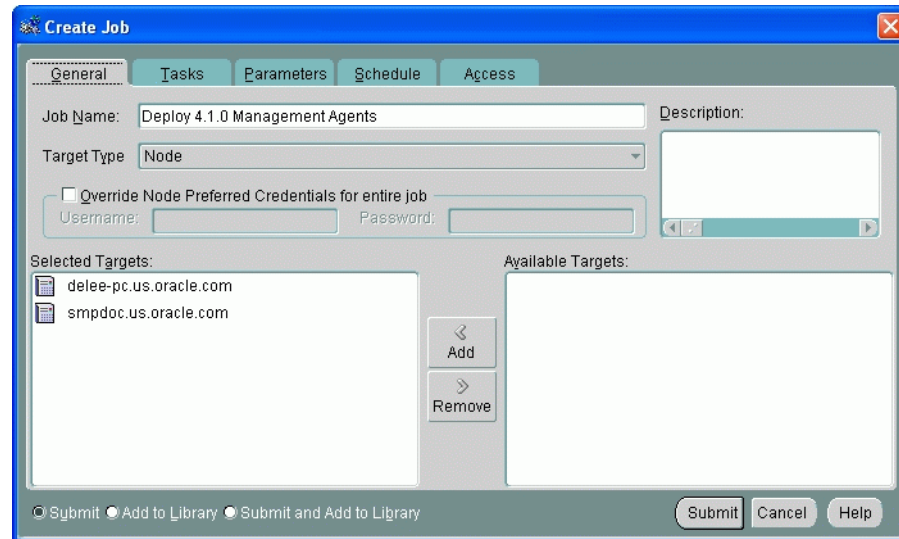 Create Job
General Tasks Parameters Schedule Access
Job Name: Deploy 4.1.0 Management Agents
Description:
Target Type Node
Override Node Preferred Credentials for entire job
Username: Password:
Selected Targets:
Available Targets:
delee-pc.us.oracle.com
smpdoc.us.oracle.com
Add
Remove
Submit Add to Library Submit and Add to Library
Submit Cancel Help